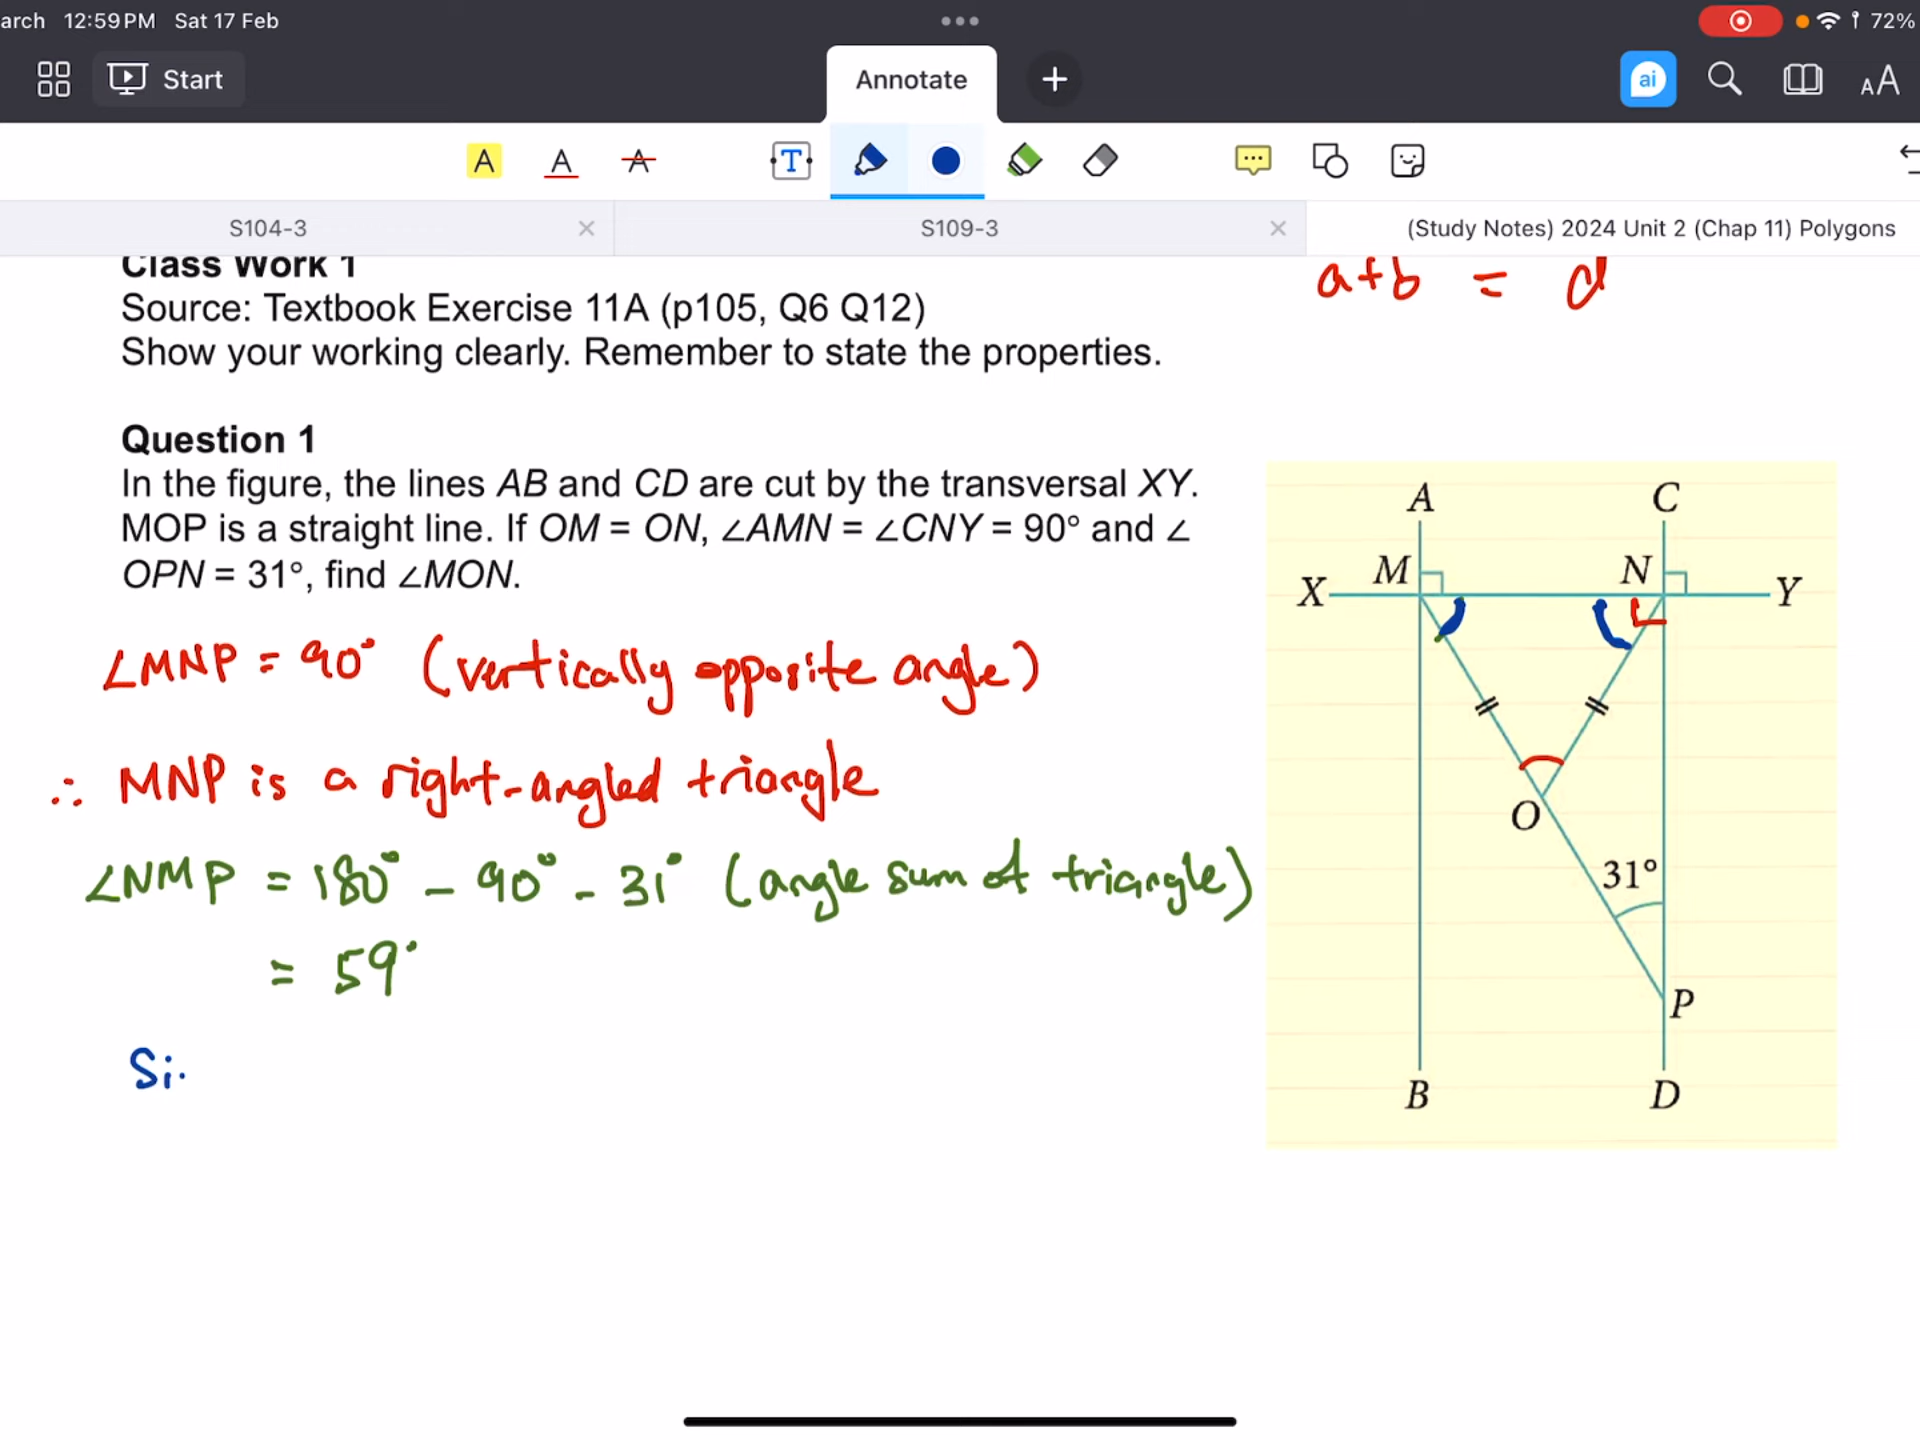 arch 12:59 PM Sat 17 Feb
72%
Start
Annotate
ai
AA
A A A T
S104-3
S109-3
(Study Notes) 2024 Unit 2 (Chap 11) Polygons
Class Work 1
a+b = d
Source: Textbook Exercise 11A (p105, Q6 Q12)
Show your working clearly. Remember to state the properties.
Question 1
In the figure, the lines AB and CD are cut by the transversal XY.
MOP is a straight line. If OM = ON, ∠AMN = ∠CNY = 90° and ∠
OPN = 31°, find ∠MON.
∠MNP = 90° (vertically opposite angle)
∴ MNP is a right-angled triangle
∠NMP = 180° - 90° - 31° (angle sum of triangle)
= 59°
Si
A C
M N
X Y
O
31°
P
B D